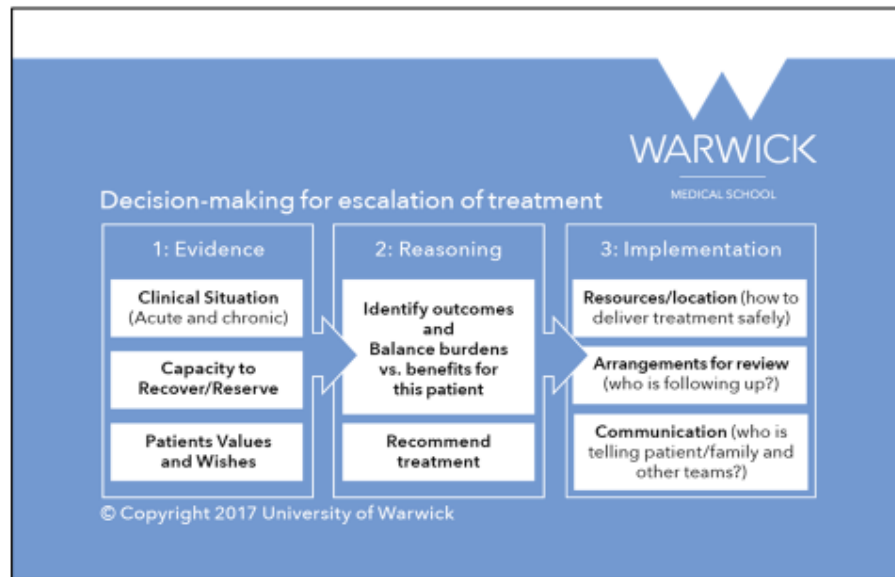 WARWICK
MEDICAL SCHOOL
Decision-making for escalation of treatment
1: Evidence
Clinical Situation
(Acute and chronic)
Capacity to
Recover/Reserve
Patients Values
and Wishes
2: Reasoning
Identify outcomes
and
Balance burdens
vs. benefits for
this patient
Recommend
treatment
3: Implementation
Resources/location (how to
deliver treatment safely)
Arrangements for review
(who is following up?)
Communication (who is
telling patient/family and
other teams?)
© Copyright 2017 University of Warwick